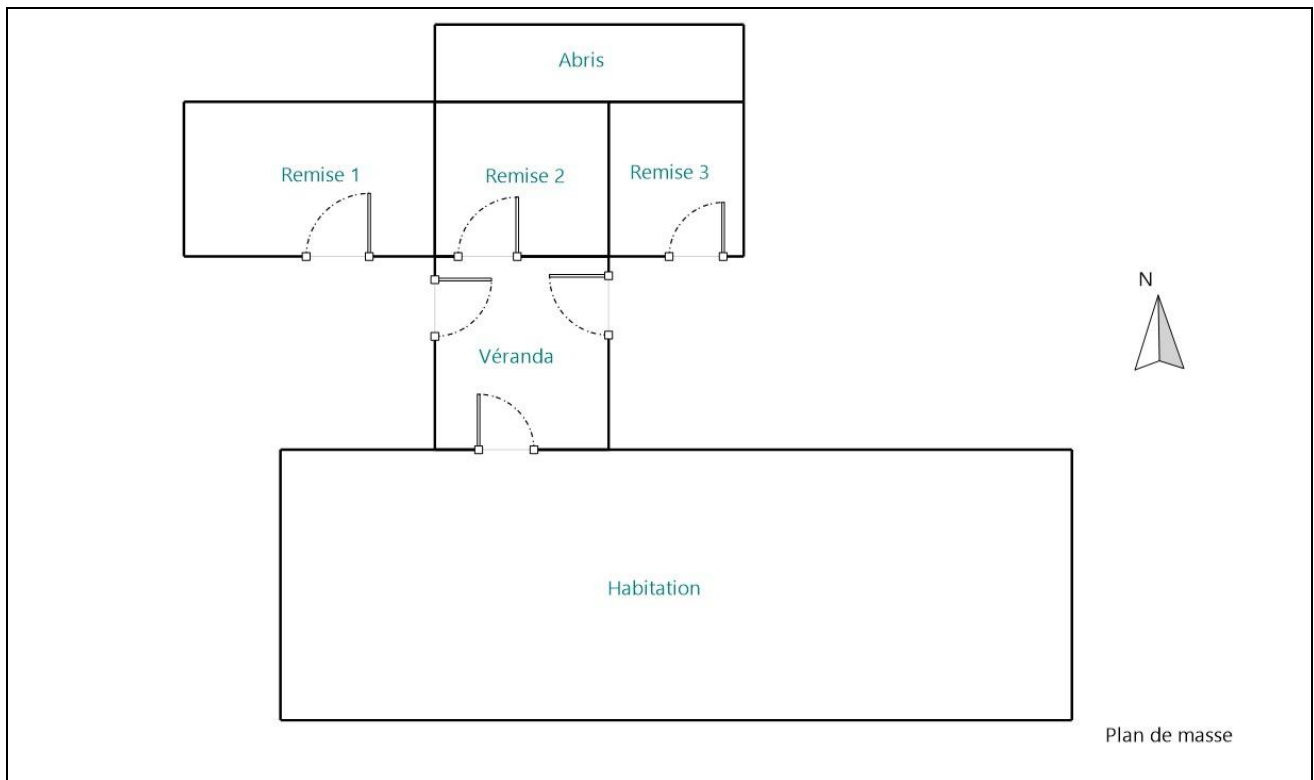 Abris
Remise 1
Remise 2
Remise 3
N
Véranda
Habitation
Plan de masse